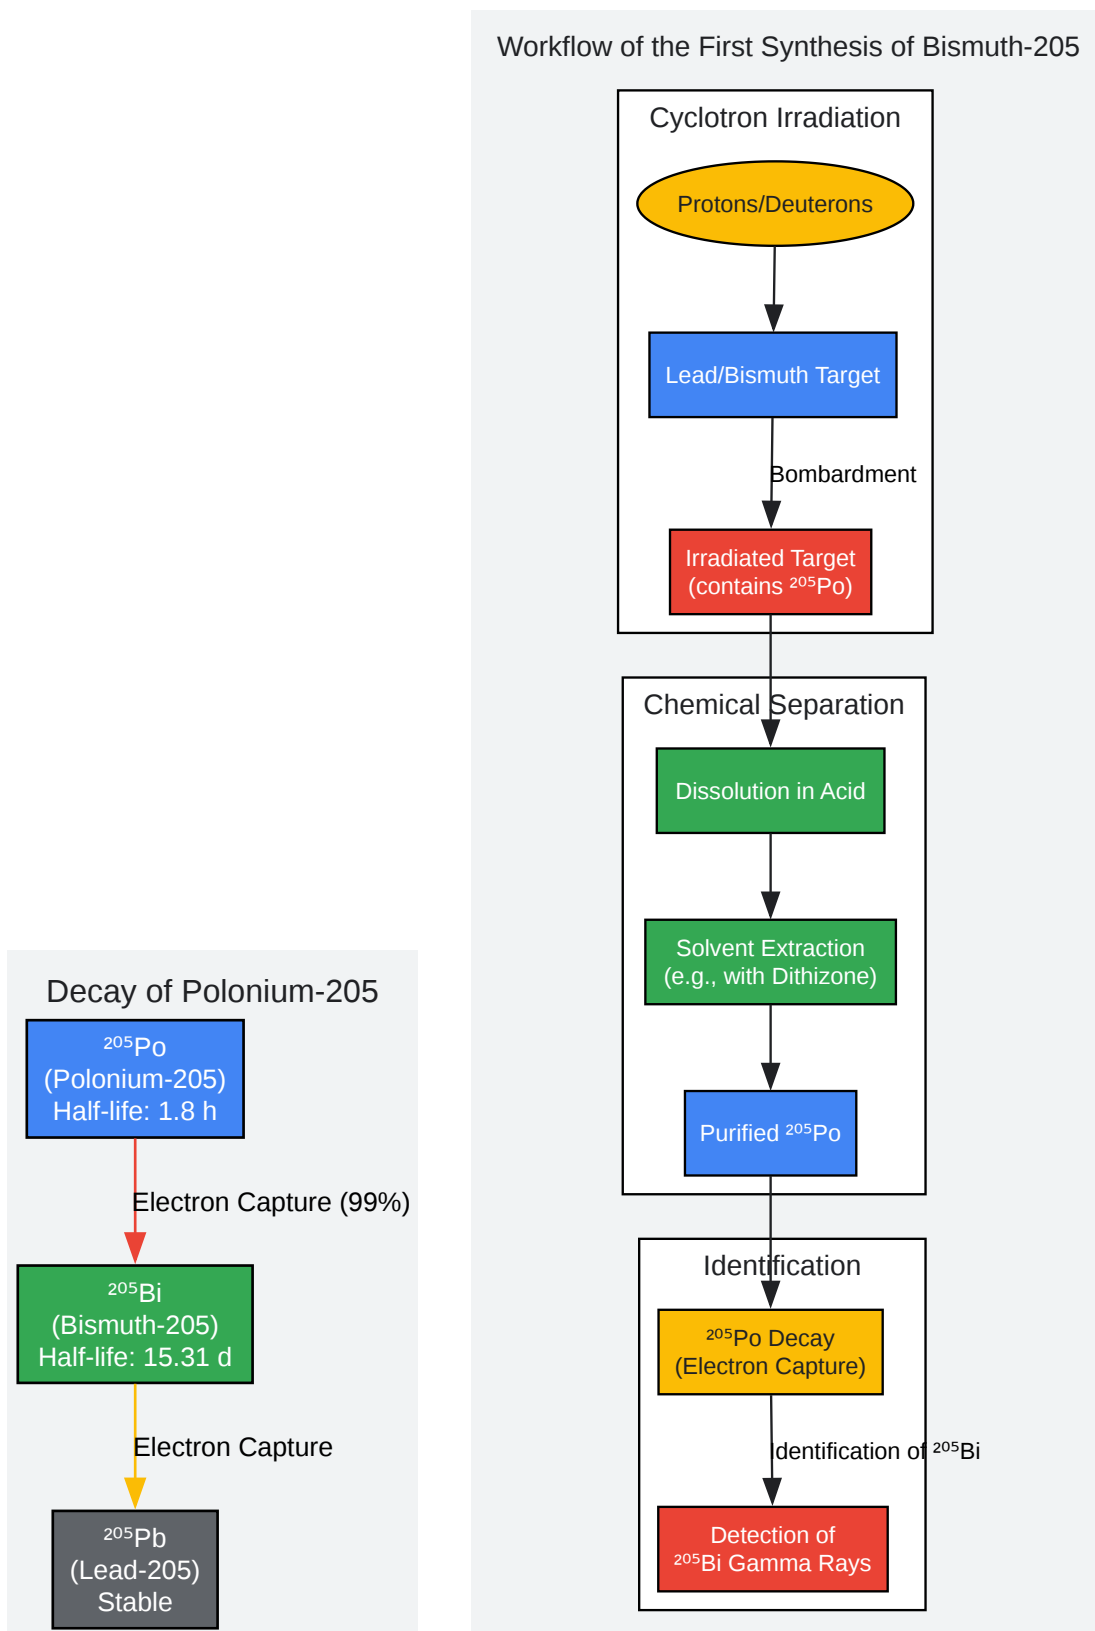 Workflow of the First Synthesis of Bismuth-205
Cyclotron Irradiation
Protons/Deuterons
Lead/Bismuth Target
Bombardment
Irradiated Target
(contains ²⁰⁵Po)
Chemical Separation
Dissolution in Acid
Solvent Extraction
(e.g., with Dithizone)
Purified ²⁰⁵Po
Identification
²⁰⁵Po Decay
(Electron Capture)
Identification of ²⁰⁵Bi
Detection of
²⁰⁵Bi Gamma Rays
Decay of Polonium-205
²⁰⁵Po
(Polonium-205)
Half-life: 1.8 h
Electron Capture (99%)
²⁰⁵Bi
(Bismuth-205)
Half-life: 15.31 d
Electron Capture
²⁰⁵Pb
(Lead-205)
Stable